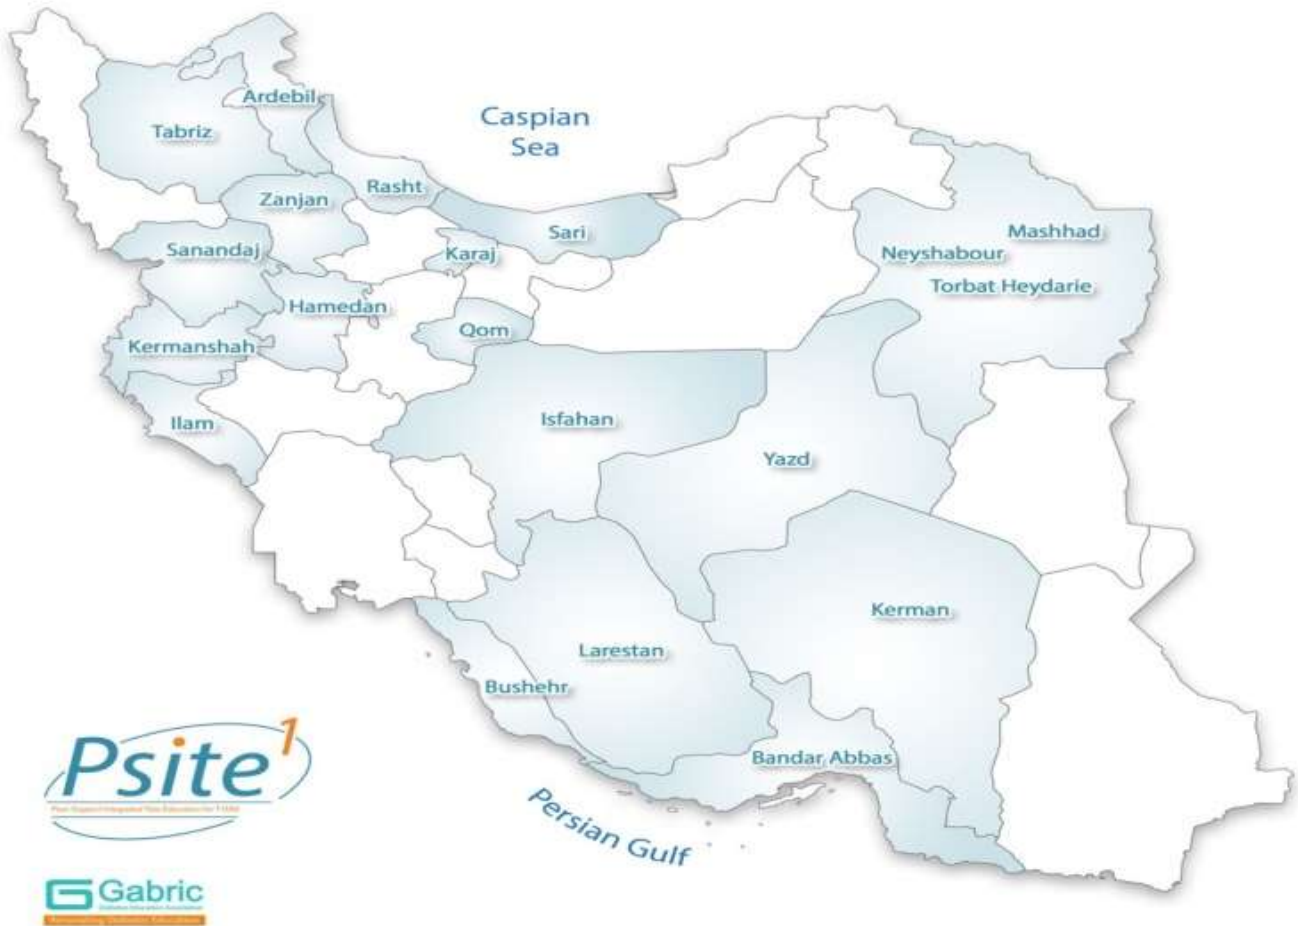 Caspian
Sea
Ardebil
Tabriz
Rasht
Zanjan
Sari
Mashhad
Sanandaj
Karaj
Neyshabour
Torbat Heydarie
Hamedan
Qom
Kermanshah
Isfahan
Ilam
Yazd
Kerman
Larestan
Bushehr
Bandar Abbas
Persian Gulf
Psite1
Gabric